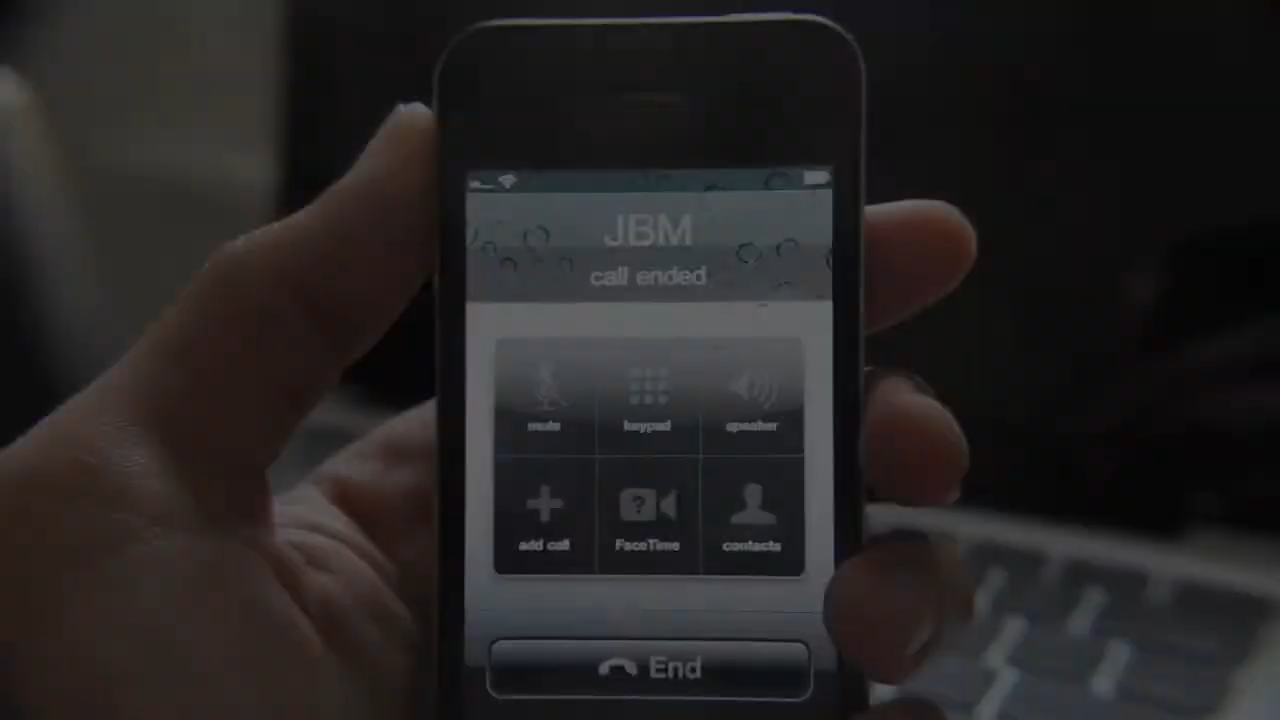 JBM
call ended
mute
keypad
speaker
add call
FaceTime
contacts
End